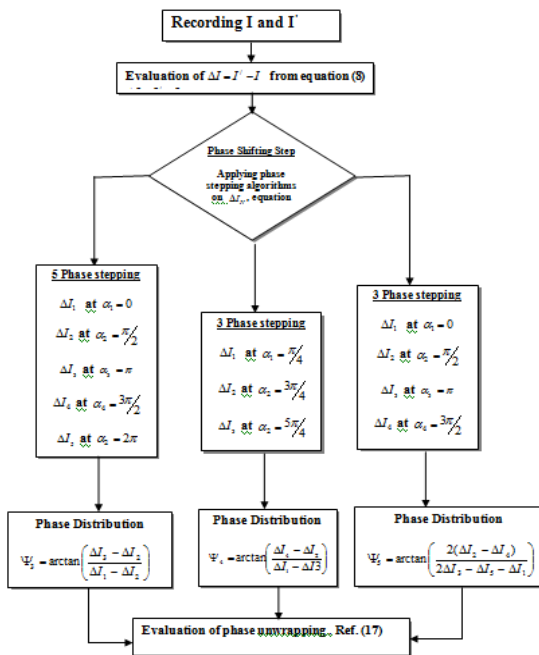 Recording I and I'
Evaluation of ΔI = I′ − I from equation (8)
Phase Shifting Step
Applying phase
stepping algorithms
on ΔIₙ, equation
5 Phase stepping
ΔI₁ at α₁ = 0
ΔI₂ at α₂ = π/2
ΔI₃ at α₃ = π
ΔI₄ at α₄ = 3π/2
ΔI₅ at α₂ = 2π
3 Phase stepping
ΔI₁ at α₁ = π/4
ΔI₂ at α₂ = 3π/4
ΔI₃ at α₂ = 5π/4
3 Phase stepping
ΔI₁ at α₁ = 0
ΔI₂ at α₂ = π/2
ΔI₃ at α₃ = π
ΔI₄ at α₄ = 3π/2
Phase Distribution
Ψ₃ = arctan((ΔI₃ − ΔI₂)/(ΔI₁ − ΔI₂))
Phase Distribution
Ψ₄ = arctan((ΔI₄ − ΔI₂)/(ΔI₁ − ΔI3))
Phase Distribution
Ψ₅ = arctan(2(ΔI₂ − ΔI₄)/(2ΔI₃ − ΔI₅ − ΔI₁))
Evaluation of phase unwrapping, Ref. (17)